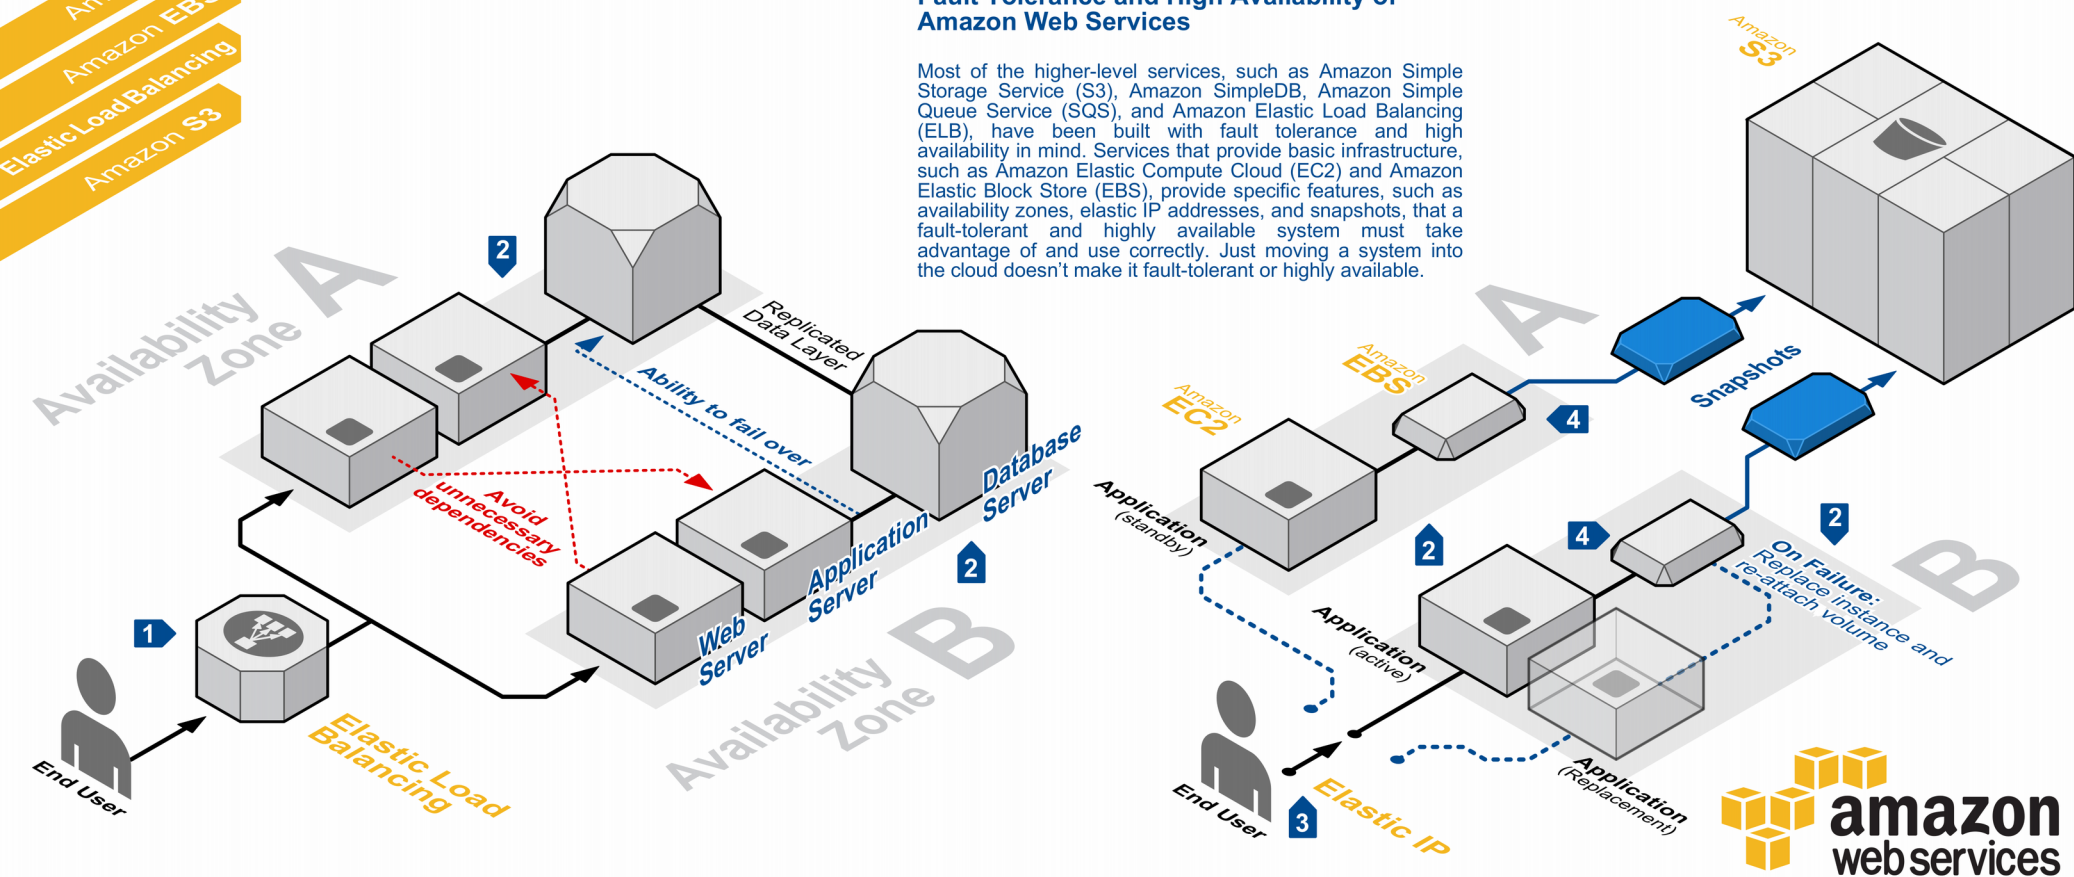 Amazon EBS
Elastic Load Balancing
Amazon S3
Fault Tolerance and High Availability of
Amazon Web Services
Most of the higher-level services, such as Amazon Simple
Storage Service (S3), Amazon SimpleDB, Amazon Simple
Queue Service (SQS), and Amazon Elastic Load Balancing
(ELB), have been built with fault tolerance and high
availability in mind. Services that provide basic infrastructure,
such as Amazon Elastic Compute Cloud (EC2) and Amazon
Elastic Block Store (EBS), provide specific features, such as
availability zones, elastic IP addresses, and snapshots, that a
fault-tolerant and highly available system must take
advantage of and use correctly. Just moving a system into
the cloud doesn't make it fault-tolerant or highly available.
Availability
Zone A
2
Replicated
Data Layer
Ability to fail over
Avoid
unnecessary
dependencies
Database
Server
Application
Server
Web
Server
2
1
Availability
Zone B
Elastic Load
Balancing
End User
Amazon
S3
A
Amazon
EBS
Amazon
EC2
Snapshots
4
Application
(standby)
2
4
2
On Failure:
Replace instance and
re-attach volume
B
Application
(active)
Application
(Replacement)
End User
3
Elastic IP
amazon
web services